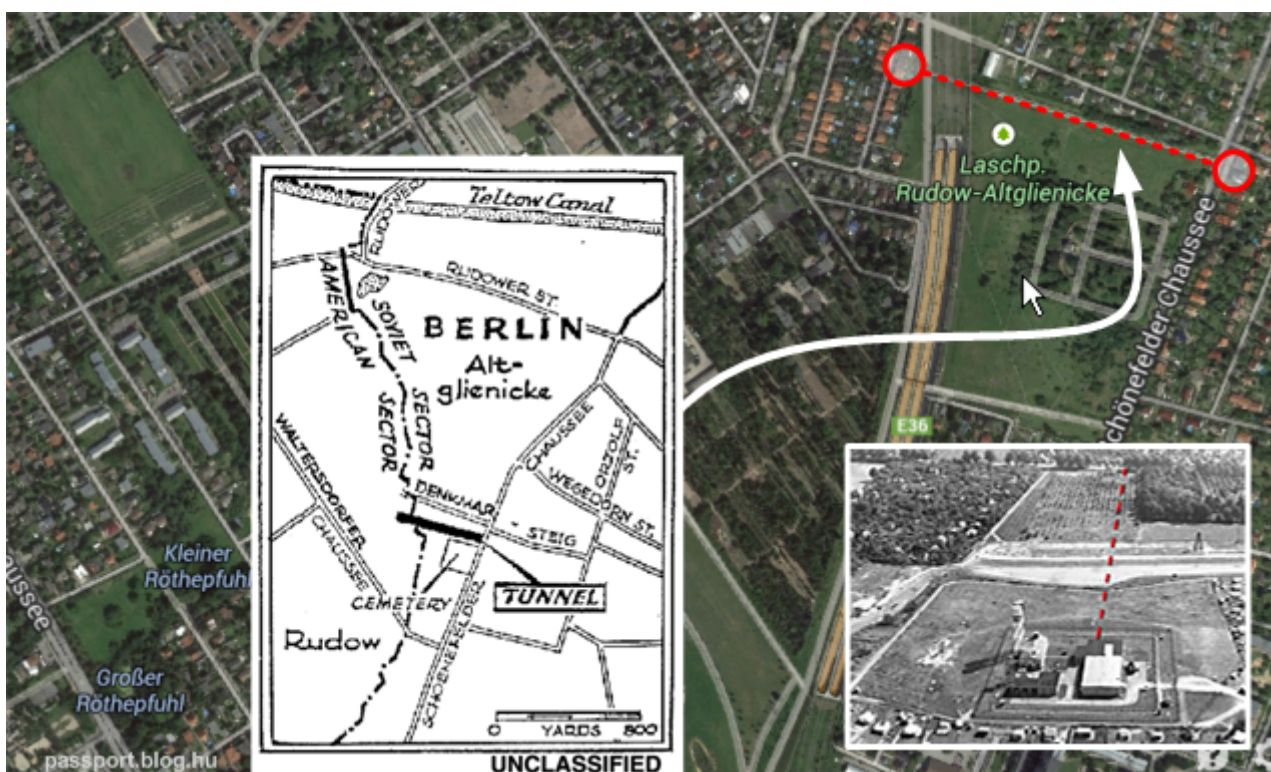 Laschp.
Rudow-Altglienicke
Schönefelder Chaussee
E36
Kleiner
Röthepfuhl
Großer
Röthepfuhl
aussee
passport.blog.hu
Teltow Canal
RUDOWER
RUDOWER ST.
AMERICAN
SECTOR
SOVIET
SECTOR
BERLIN
Alt-
glienicke
WALTERSDORFER
CHAUSSEE
DENKMAR
STEIG
CHAUSSEE
ORTOLF
ST.
WEGEDORN ST.
CEMETERY
TUNNEL
Rudow
SCHOENEFELDER
0 YARDS 800
UNCLASSIFIED